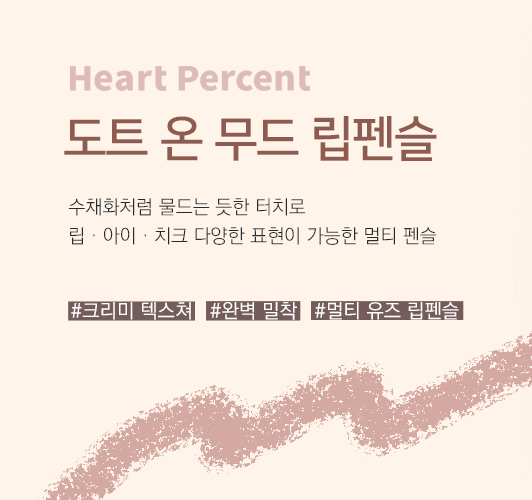 Heart Percent
도트 온 무드 립펜슬
수채화처럼 물드는 듯한 터치로
립 · 아이 · 치크 다양한 표현이 가능한 멀티 펜슬
#크리미 텍스쳐 #완벽 밀착 #멀티 유즈 립펜슬